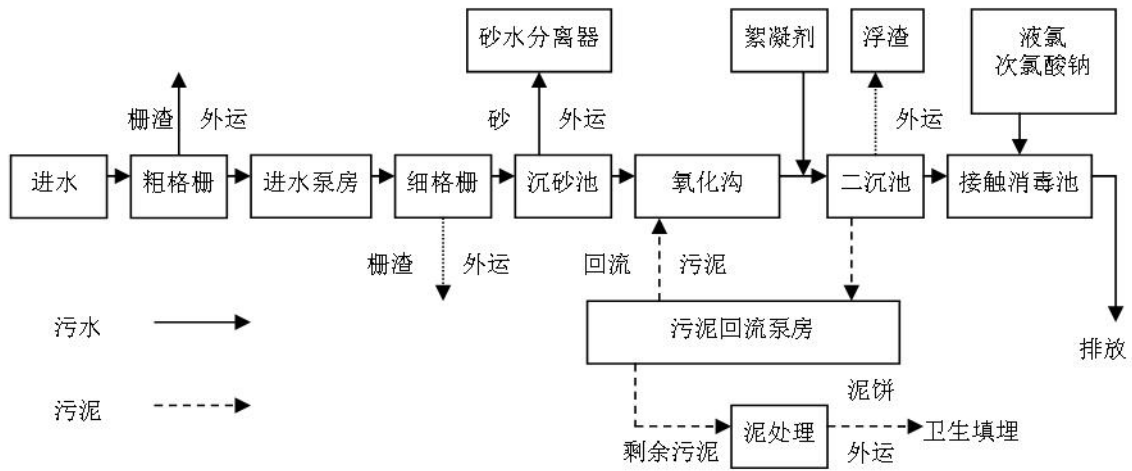 砂水分离器
絮凝剂
浮渣
液氯
次氯酸钠
栅渣
外运
砂
外运
外运
进水
粗格栅
进水泵房
细格栅
沉砂池
氧化沟
二沉池
接触消毒池
栅渣
外运
回流
污泥
污水
污泥回流泵房
排放
污泥
泥饼
剩余污泥
泥处理
外运
卫生填埋